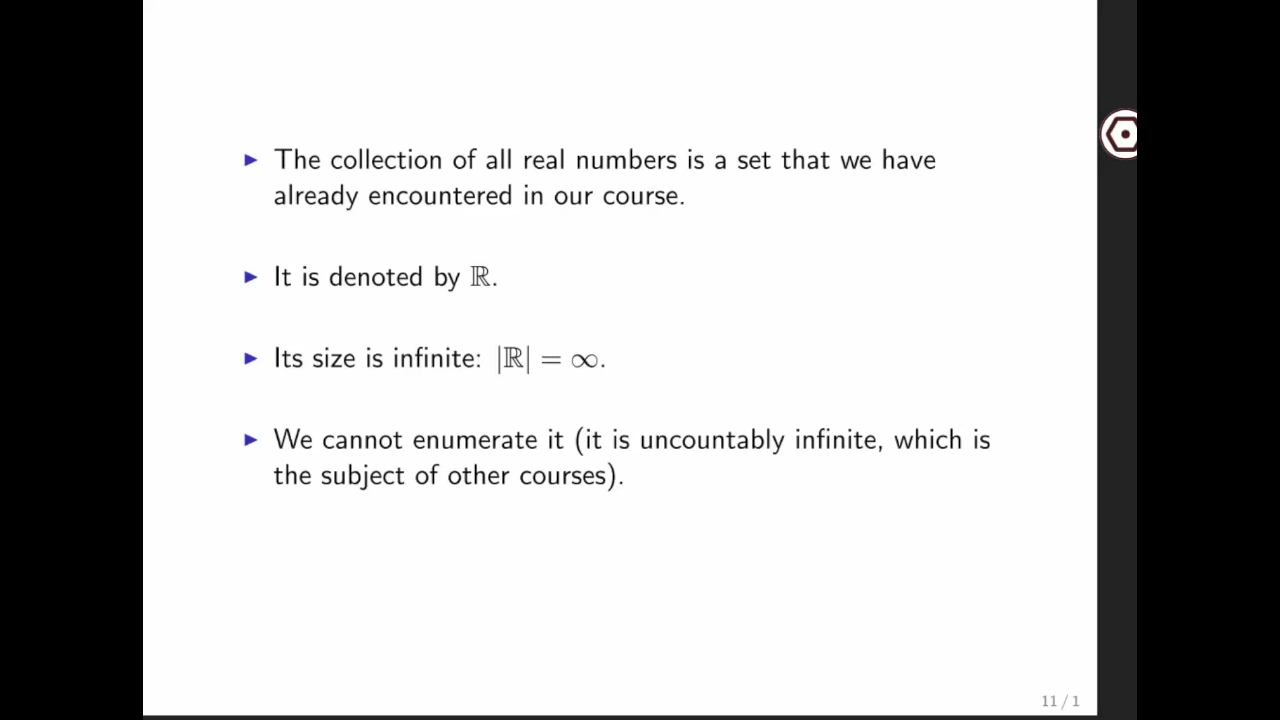 ▶ The collection of all real numbers is a set that we have
already encountered in our course.
▶ It is denoted by ℝ.
▶ Its size is infinite: |ℝ| = ∞.
▶ We cannot enumerate it (it is uncountably infinite, which is
the subject of other courses).
11 / 1